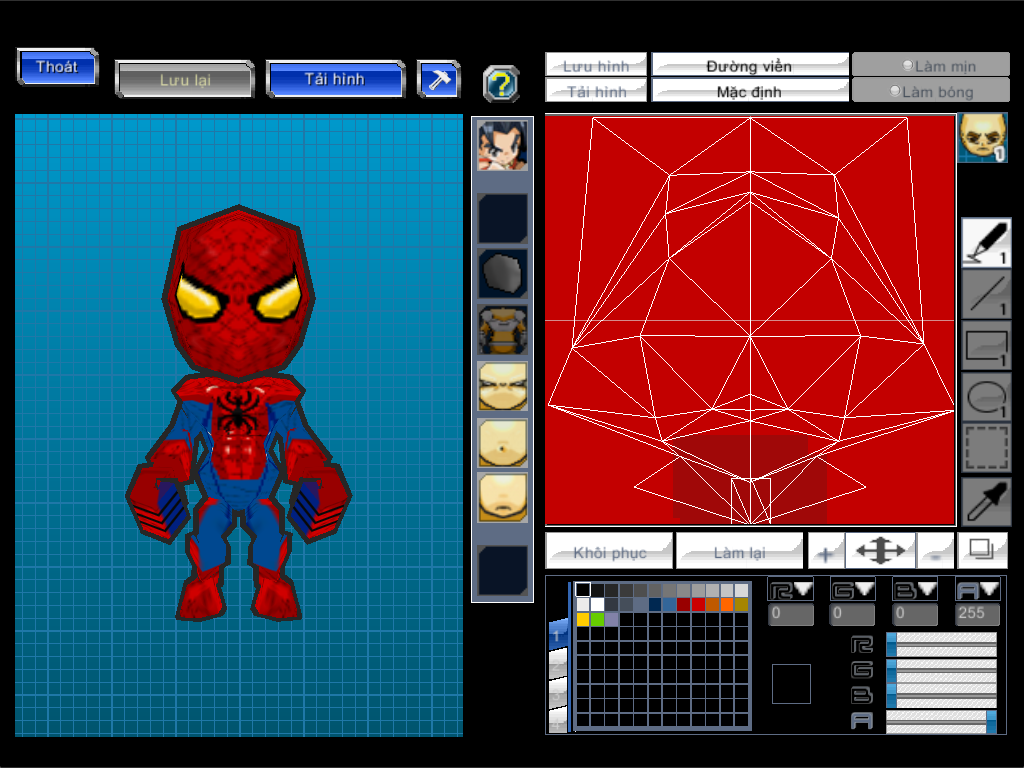 Thoát
Lưu lại
Tải hình
?
Lưu hình
Đường viền
Làm mịn
Tải hình
Mặc định
Làm bóng
1
1
1
1
1
Khôi phục
Làm lại
+
-
R
G
B
A
0
0
0
255
1
R
G
B
A